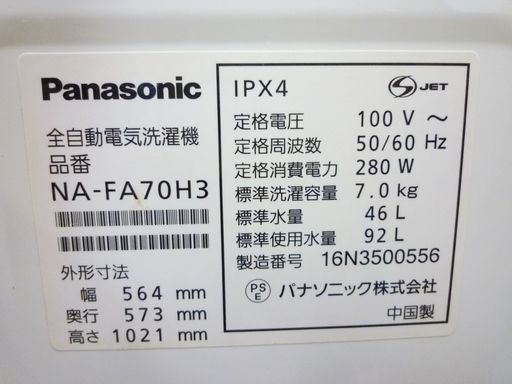 Panasonic
全自動電気洗濯機
品番
NA-FA70H3
外形寸法
幅 564 mm
奥行 573 mm
高さ 1021 mm
IPX4 S JET
定格電圧 100 V ～
定格周波数 50/60 Hz
定格消費電力 280 W
標準洗濯容量 7.0 kg
標準水量 46 L
標準使用水量 92 L
製造番号 16N3500556
PS E パナソニック株式会社
中国製